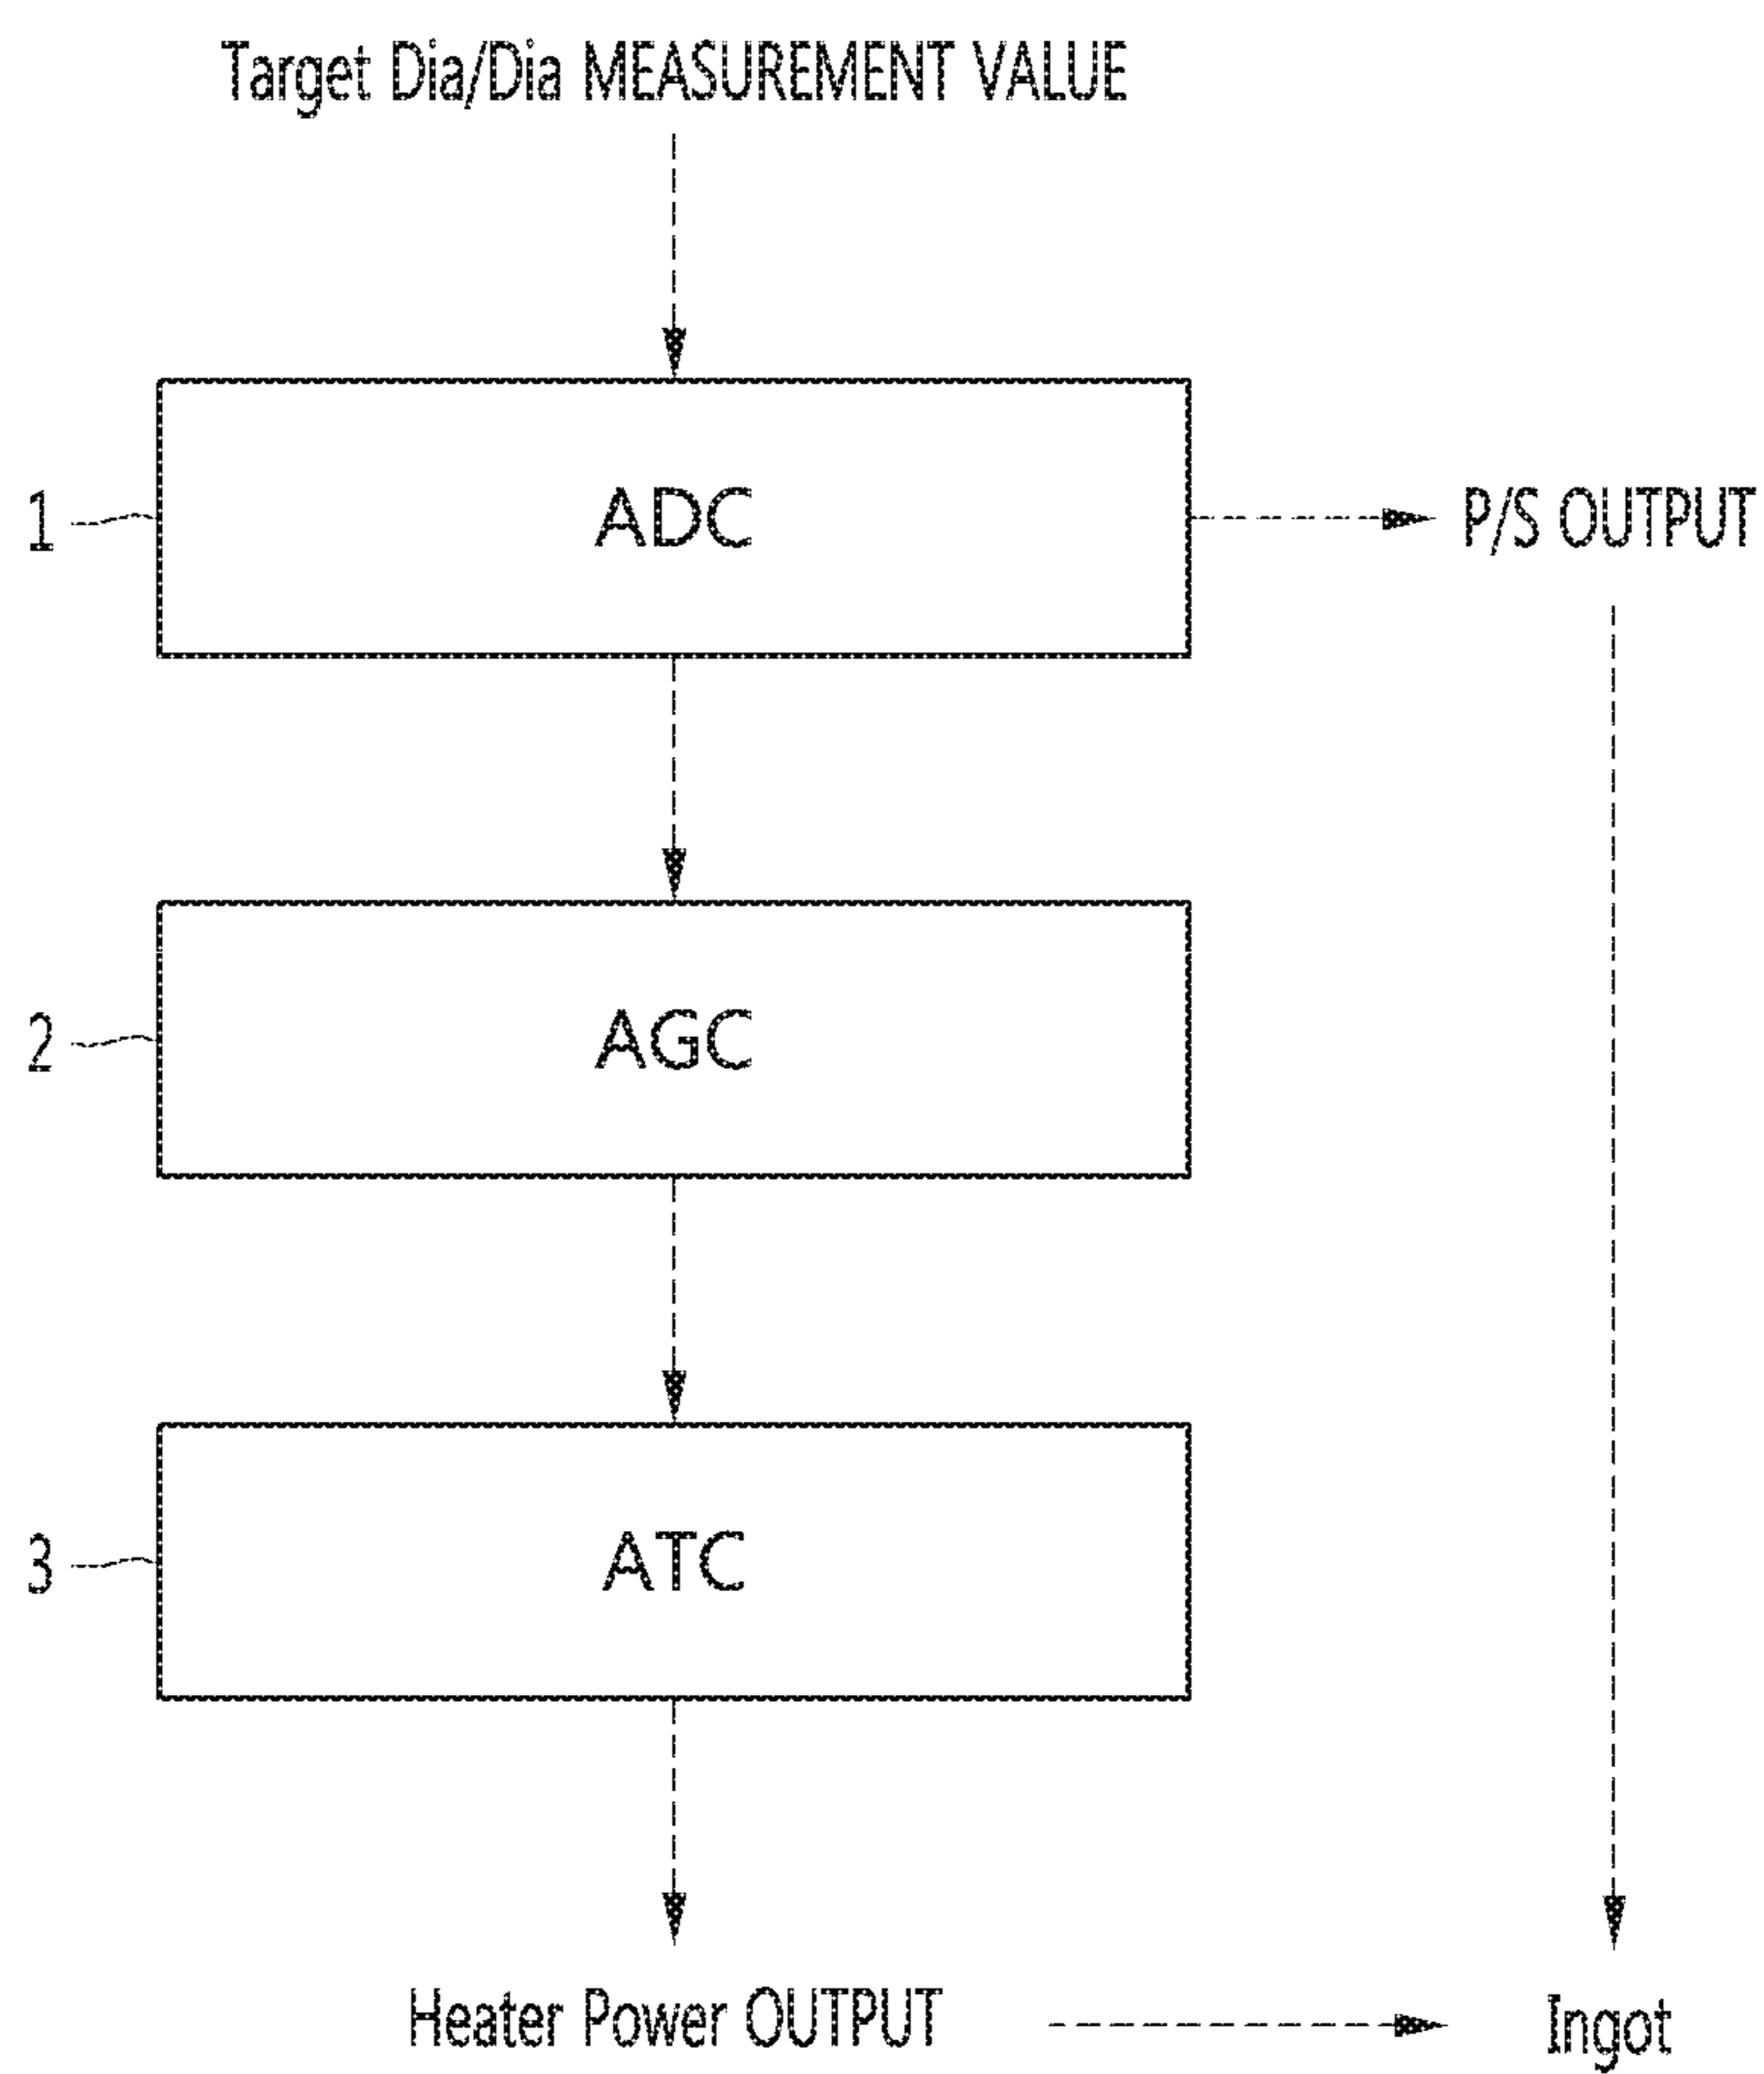 Target Dia/Dia MEASUREMENT VALUE
1
ADC
P/S OUTPUT
2
AGC
3
ATC
Heater Power OUTPUT
Ingot